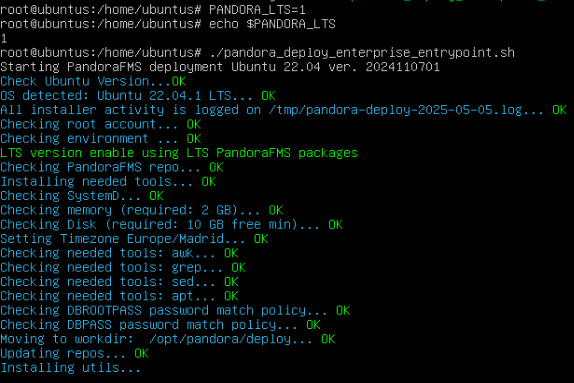 root@ubuntus:/home/ubuntus# PANDORA_LTS=1
root@ubuntus:/home/ubuntus# echo $PANDORA_LTS
1
root@ubuntus:/home/ubuntus# ./pandora_deploy_enterprise_entrypoint.sh
Starting PandoraFMS deployment Ubuntu 22.04 ver. 2024110701
Check Ubuntu Version...OK
OS detected: Ubuntu 22.04.1 LTS... OK
All installer activity is logged on /tmp/pandora-deploy-2025-05-05.log... OK
Checking root account... OK
Checking environment ... OK
LTS version enable using LTS PandoraFMS packages
Checking PandoraFMS repo... OK
Installing needed tools... OK
Checking SystemD... OK
Checking memory (required: 2 GB)... OK
Checking Disk (required: 10 GB free min)... OK
Setting Timezone Europe/Madrid... OK
Checking needed tools: awk... OK
Checking needed tools: grep... OK
Checking needed tools: sed... OK
Checking needed tools: apt... OK
Checking DBROOTPASS password match policy... OK
Checking DBPASS password match policy... OK
Moving to workdir:  /opt/pandora/deploy... OK
Updating repos... OK
Installing utils...